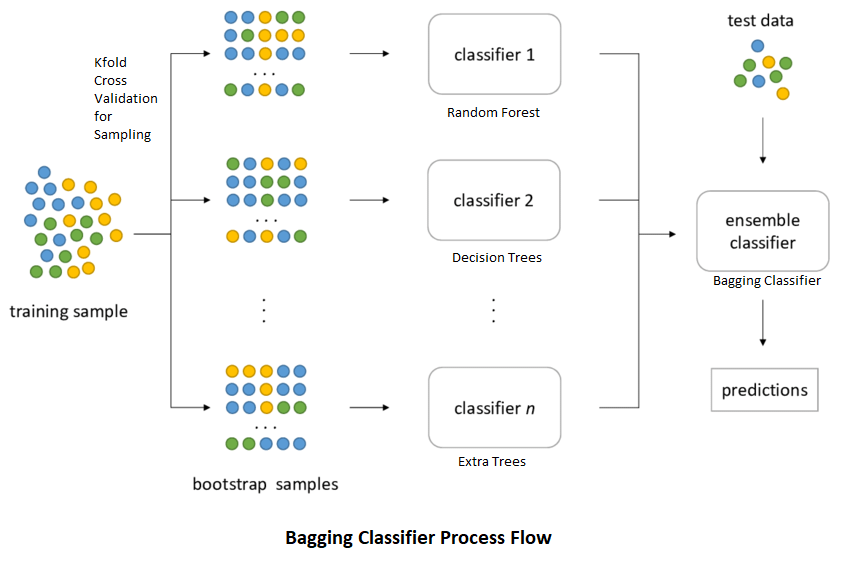 Kfold
Cross
Validation
for
Sampling
training sample
...
...
...
bootstrap samples
classifier 1
Random Forest
classifier 2
Decision Trees
classifier n
Extra Trees
test data
ensemble
classifier
Bagging Classifier
predictions
Bagging Classifier Process Flow